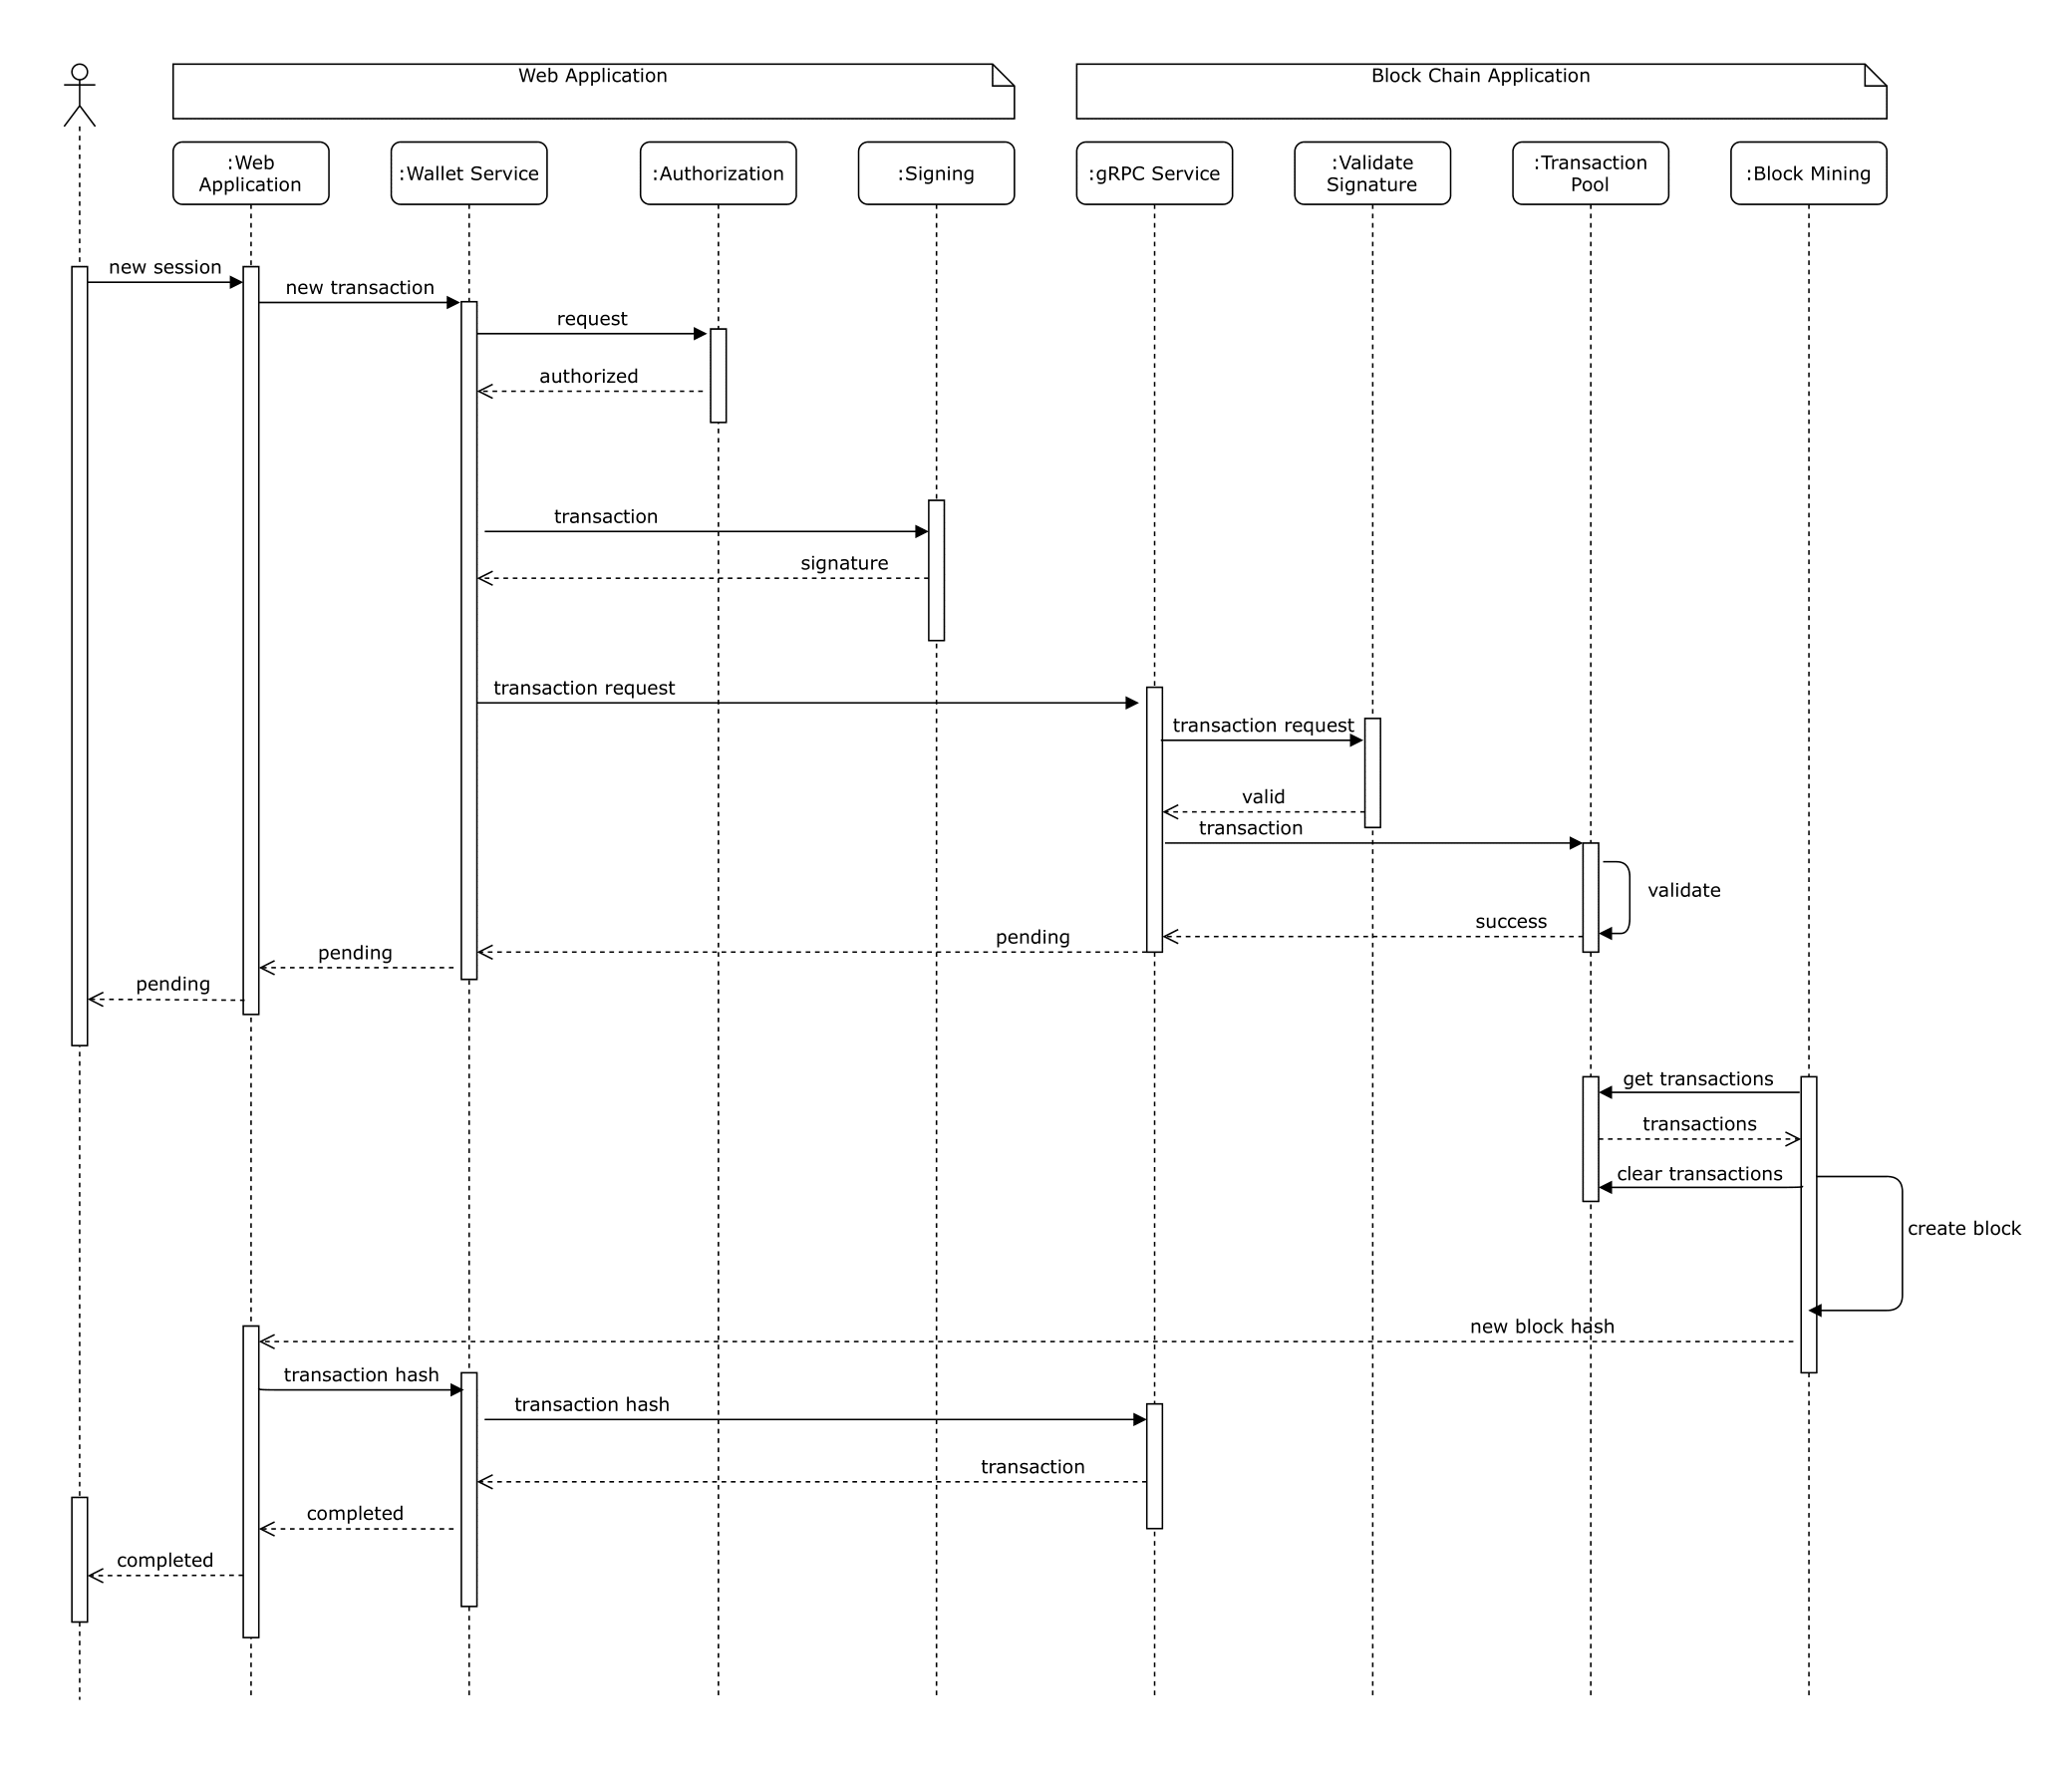 Web Application
Block Chain Application
:Web
Application
:Wallet Service
:Authorization
:Signing
:gRPC Service
:Validate
Signature
:Transaction
Pool
:Block Mining
new session
new transaction
request
authorized
transaction
signature
transaction request
transaction request
valid
transaction
validate
success
pending
pending
pending
get transactions
transactions
clear transactions
create block
new block hash
transaction hash
transaction hash
transaction
completed
completed